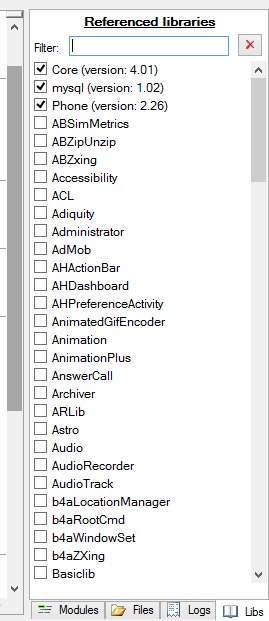 Referenced libraries
Filter:
Core (version: 4.01)
mysql (version: 1.02)
Phone (version: 2.26)
ABSimMetrics
ABZipUnzip
ABZxing
Accessibility
ACL
Adiquity
Administrator
AdMob
AHActionBar
AHDashboard
AHPreferenceActivity
AnimatedGifEncoder
Animation
AnimationPlus
AnswerCall
Archiver
ARLib
Astro
Audio
AudioRecorder
AudioTrack
b4aLocationManager
b4aRootCmd
b4aWindowSet
b4aZXing
Basiclib
Modules Files Logs Libs